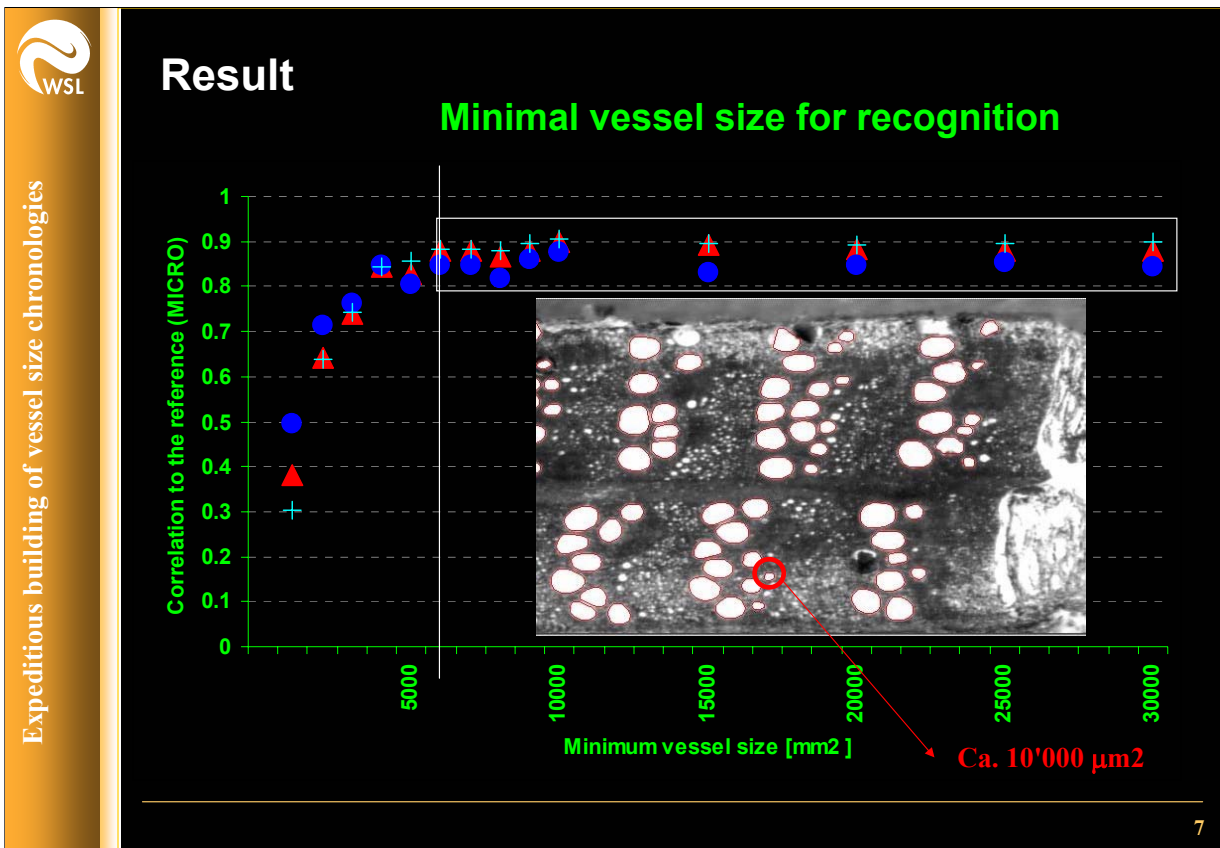 WSL
Expeditious building of vessel size chronologies
Result
Minimal vessel size for recognition
Correlation to the reference (MICRO)
1
0.9
0.8
0.7
0.6
0.5
0.4
0.3
0.2
0.1
0
5000
10000
15000
20000
25000
30000
Minimum vessel size [mm2 ]
Ca. 10'000 μm2
7